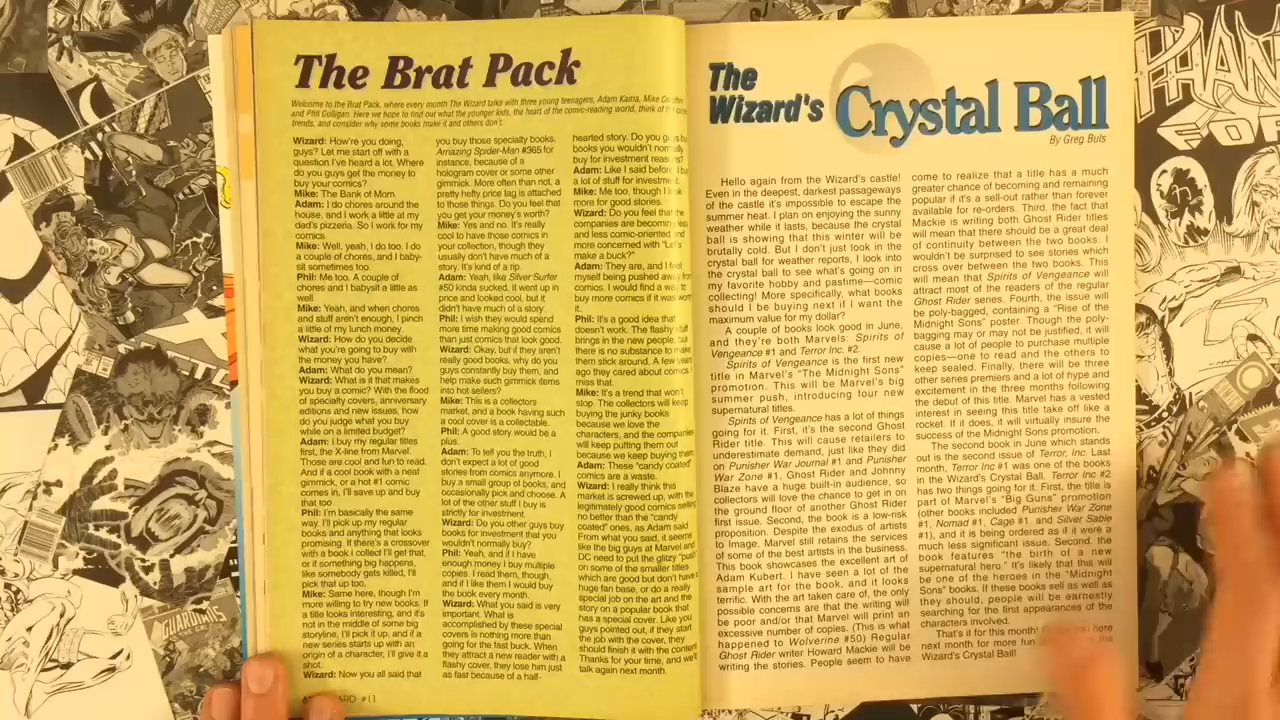 The Brat Pack
Welcome to the Brat Pack, where every month The Wizard talks with three young teenagers, Adam Kama, Mike
and Phil Colligan. Here we hope to find out what the younger kids, the heart of the comic-reading world, think of
trends, and consider why some books make it and others don't.
Wizard: How're you doing,
guys? Let me start off with a
question I've heard a lot. Where
do you guys get the money to
buy your comics?
Mike: The Bank of Mom.
Adam: I do chores around the
house, and I work a little at my
dad's pizzeria. So I work for my
comics.
Mike: Well, yeah, I do too. I do
a couple of chores, and I baby-
sit sometimes too.
Phil: Me too. A couple of
chores and I babysit a little as
well.
Mike: Yeah, and when chores
and stuff aren't enough, I pinch
a little of my lunch money.
Wizard: How do you decide
what you're going to buy with
the money you have?
Adam: What do you mean?
Wizard: What is it that makes
you buy a comic? With the flood
of specialty covers, anniversary
editions and new issues, how
do you judge what you buy
while on a limited budget?
Adam: I buy my regular titles
first, the X-line from Marvel.
Those are cool and fun to read.
And if a cool book with a neat
gimmick, or a hot #1 comic
comes in, I'll save up and buy
that too
Phil: I'm basically the same
way. I'll pick up my regular
books and anything that looks
promising. If there's a crossover
with a book I collect I'll get that,
or if something big happens,
like somebody gets killed, I'll
pick that up too.
Mike: Same here, though I'm
more willing to try new books. If
a title looks interesting, and it's
not in the middle of some big
storyline, I'll pick it up, and if a
new series starts up with an
origin of a character, I'll give it a
shot.
Wizard: Now you all said that
you buy those specialty books,
Amazing Spider-Man #365 for
instance, because of a
hologram cover or some other
gimmick. More often than not, a
pretty hefty price tag is attached
to those things. Do you feel that
you get your money's worth?
Mike: Yes and no. It's really
cool to have those comics in
your collection, though they
usually don't have much of a
story. It's kind of a rip.
Adam: Yeah, like Silver Surfer
#50 kinda sucked. It went up in
price and looked cool, but it
didn't have much of a story
Phil: I wish they would spend
more time making good comics
than just comics that look good.
Wizard: Okay, but if they aren't
really good books, why do you
guys constantly buy them, and
help make such gimmick items
into hot sellers?
Mike: This is a collectors
market, and a book having such
a cool cover is a collectable.
Phil: A good story would be a
plus.
Adam: To tell you the truth, I
don't expect a lot of good
stories from comics anymore. I
buy a small group of books, and
occasionally pick and choose. A
lot of the other stuff I buy is
strictly for investment.
Wizard: Do you other guys buy
books for investment that you
wouldn't normally buy?
Phil: Yeah, and if I have
enough money I buy multiple
copies. I read them, though,
and if I like them I would buy
the book every month.
Wizard: What you said is very
important. What is
accomplished by these special
covers is nothing more than
going for the fast buck. When
they attract a new reader with a
flashy cover, they lose him just
as fast because of a half-
hearted story. Do you guys buy
books you wouldn't normally
buy for investment reasons?
Adam: Like I said before, I buy
a lot of stuff for investment.
Mike: Me too, though I look
more for good stories.
Wizard: Do you feel that the
companies are becoming less
and less comic-oriented and
more concerned with "Let's
make a buck?"
Adam: They are, and I feel
myself being pushed away from
comics. I would find a way to
buy more comics if it was worth
it.
Phil: It's a good idea that
doesn't work. The flashy stuff
brings in the new people, but
there is no substance to make
them stick around. A few years
ago they cared about comics. I
miss that.
Mike: It's a trend that won't
stop. The collectors will keep
buying the junky books
because we love the
characters, and the companies
will keep putting them out
because we keep buying them.
Adam: These "candy coated"
comics are a waste.
Wizard: I really think this
market is screwed up, with the
legitimately good comics selling
no better than the "candy
coated" ones, as Adam said.
From what you said, it seems
like the big guys at Marvel and
DC need to put the glitzy "push"
on some of the smaller titles
which are good but don't have a
huge fan base, or do a really
special job on the art and the
story on a popular book that
has a special cover. Like you
guys pointed out, if they start
the job with the cover, they
should finish it with the content.
Thanks for your time, and we'll
talk again next month.
WIZARD #11
The
Wizard's
Crystal Ball
By Greg Buls
Hello again from the Wizard's castle!
Even in the deepest, darkest passageways
of the castle it's impossible to escape the
summer heat. I plan on enjoying the sunny
weather while it lasts, because the crystal
ball is showing that this winter will be
brutally cold. But I don't just look in the
crystal ball for weather reports, I look into
the crystal ball to see what's going on in
my favorite hobby and pastime—comic
collecting! More specifically, what books
should I be buying next if I want the
maximum value for my dollar?
A couple of books look good in June,
and they're both Marvels: Spirits of
Vengeance #1 and Terror Inc. #2.
Spirits of Vengeance is the first new
title in Marvel's "The Midnight Sons"
promotion. This will be Marvel's big
summer push, introducing four new
supernatural titles.
Spirits of Vengeance has a lot of things
going for it. First, it's the second Ghost
Rider title. This will cause retailers to
underestimate demand, just like they did
on Punisher War Journal #1 and Punisher
War Zone #1. Ghost Rider and Johnny
Blaze have a huge built-in audience, so
collectors will love the chance to get in on
the ground floor of another Ghost Rider
first issue. Second, the book is a low-risk
proposition. Despite the exodus of artists
to Image, Marvel still retains the services
of some of the best artists in the business.
This book showcases the excellent art of
Adam Kubert. I have seen a lot of the
sample art for the book, and it looks
terrific. With the art taken care of, the only
possible concerns are that the writing will
be poor and/or that Marvel will print an
excessive number of copies. (This is what
happened to Wolverine #50) Regular
Ghost Rider writer Howard Mackie will be
writing the stories. People seem to have
come to realize that a title has a much
greater chance of becoming and remaining
popular if it's a sell-out rather than forever
available for re-orders. Third, the fact that
Mackie is writing both Ghost Rider titles
will mean that there should be a great deal
of continuity between the two books. I
wouldn't be surprised to see stories which
cross over between the two books. This
will mean that Spirits of Vengeance will
attract most of the readers of the regular
Ghost Rider series. Fourth, the issue will
be poly-bagged, containing a "Rise of the
Midnight Sons" poster. Though the poly-
bagging may or may not be justified, it will
cause a lot of people to purchase multiple
copies—one to read and the others to
keep sealed. Finally, there will be three
other series premiers and a lot of hype and
excitement in the three months following
the debut of this title. Marvel has a vested
interest in seeing this title take off like a
rocket. If it does, it will virtually insure the
success of the Midnight Sons promotion.
The second book in June which stands
out is the second issue of Terror, Inc. Last
month, Terror Inc #1 was one of the books
in the Wizard's Crystal Ball. Terror Inc #2
has two things going for it. First, the title is
part of Marvel's "Big Guns" promotion
(other books included Punisher War Zone
#1, Nomad #1, Cage #1 and Silver Sable
#1), and it is being ordered as if it were a
much less significant issue. Second, the
book features "the birth of a new
supernatural hero." It's likely that this will
be one of the heroes in the "Midnight
Sons" books. If these books sell as well as
they should, people will be earnestly
searching for the first appearances of the
characters involved.
That's it for this month! you here
next month for more fun in the
Wizard's Crystal Ball!
GUARDIANS
PHAN
FO